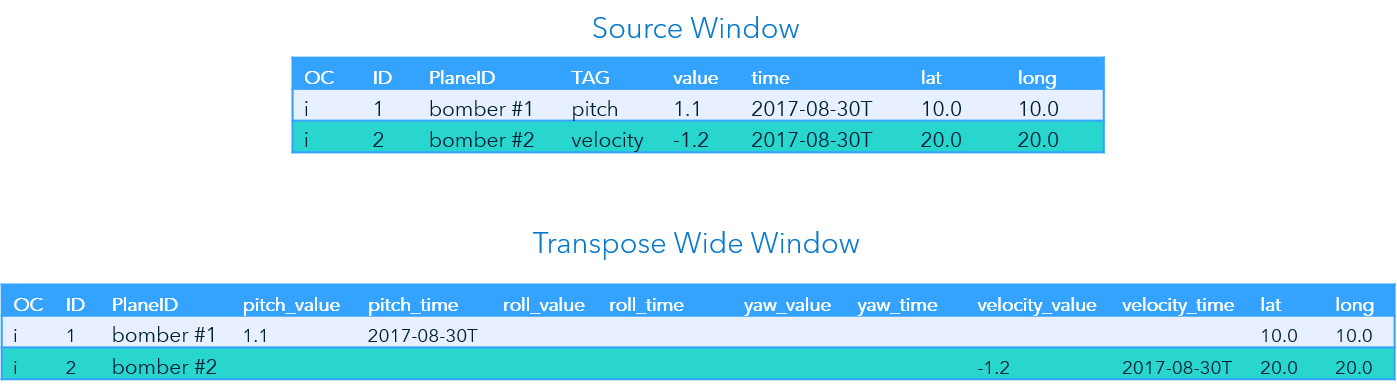 Source Window
OC ID PlaneID TAG value time lat long
i 1 bomber #1 pitch 1.1 2017-08-30T 10.0 10.0
i 2 bomber #2 velocity -1.2 2017-08-30T 20.0 20.0
Transpose Wide Window
OC ID PlaneID pitch_value pitch_time roll_value roll_time yaw_value yaw_time velocity_value velocity_time lat long
i 1 bomber #1 1.1 2017-08-30T 10.0 10.0
i 2 bomber #2 -1.2 2017-08-30T 20.0 20.0